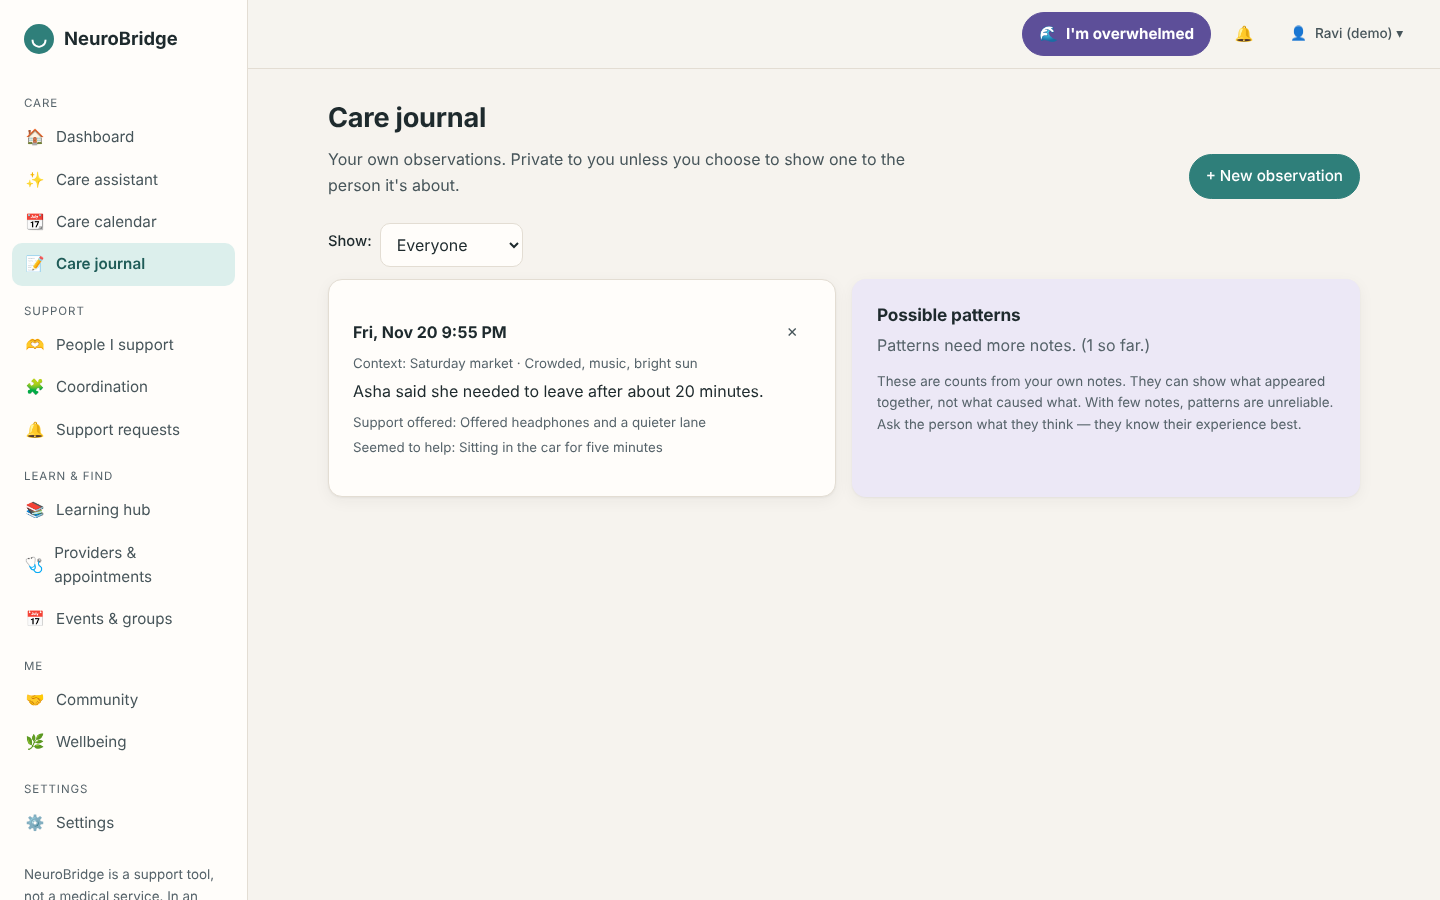 NeuroBridge
I'm overwhelmed
Ravi (demo) ▾
CARE
Dashboard
Care assistant
Care calendar
Care journal
SUPPORT
People I support
Coordination
Support requests
LEARN & FIND
Learning hub
Providers &
appointments
Events & groups
ME
Community
Wellbeing
SETTINGS
Settings
NeuroBridge is a support tool,
not a medical service. In an
Care journal
Your own observations. Private to you unless you choose to show one to the
person it's about.
+ New observation
Show:
Everyone
Fri, Nov 20 9:55 PM
×
Context: Saturday market · Crowded, music, bright sun
Asha said she needed to leave after about 20 minutes.
Support offered: Offered headphones and a quieter lane
Seemed to help: Sitting in the car for five minutes
Possible patterns
Patterns need more notes. (1 so far.)
These are counts from your own notes. They can show what appeared
together, not what caused what. With few notes, patterns are unreliable.
Ask the person what they think — they know their experience best.